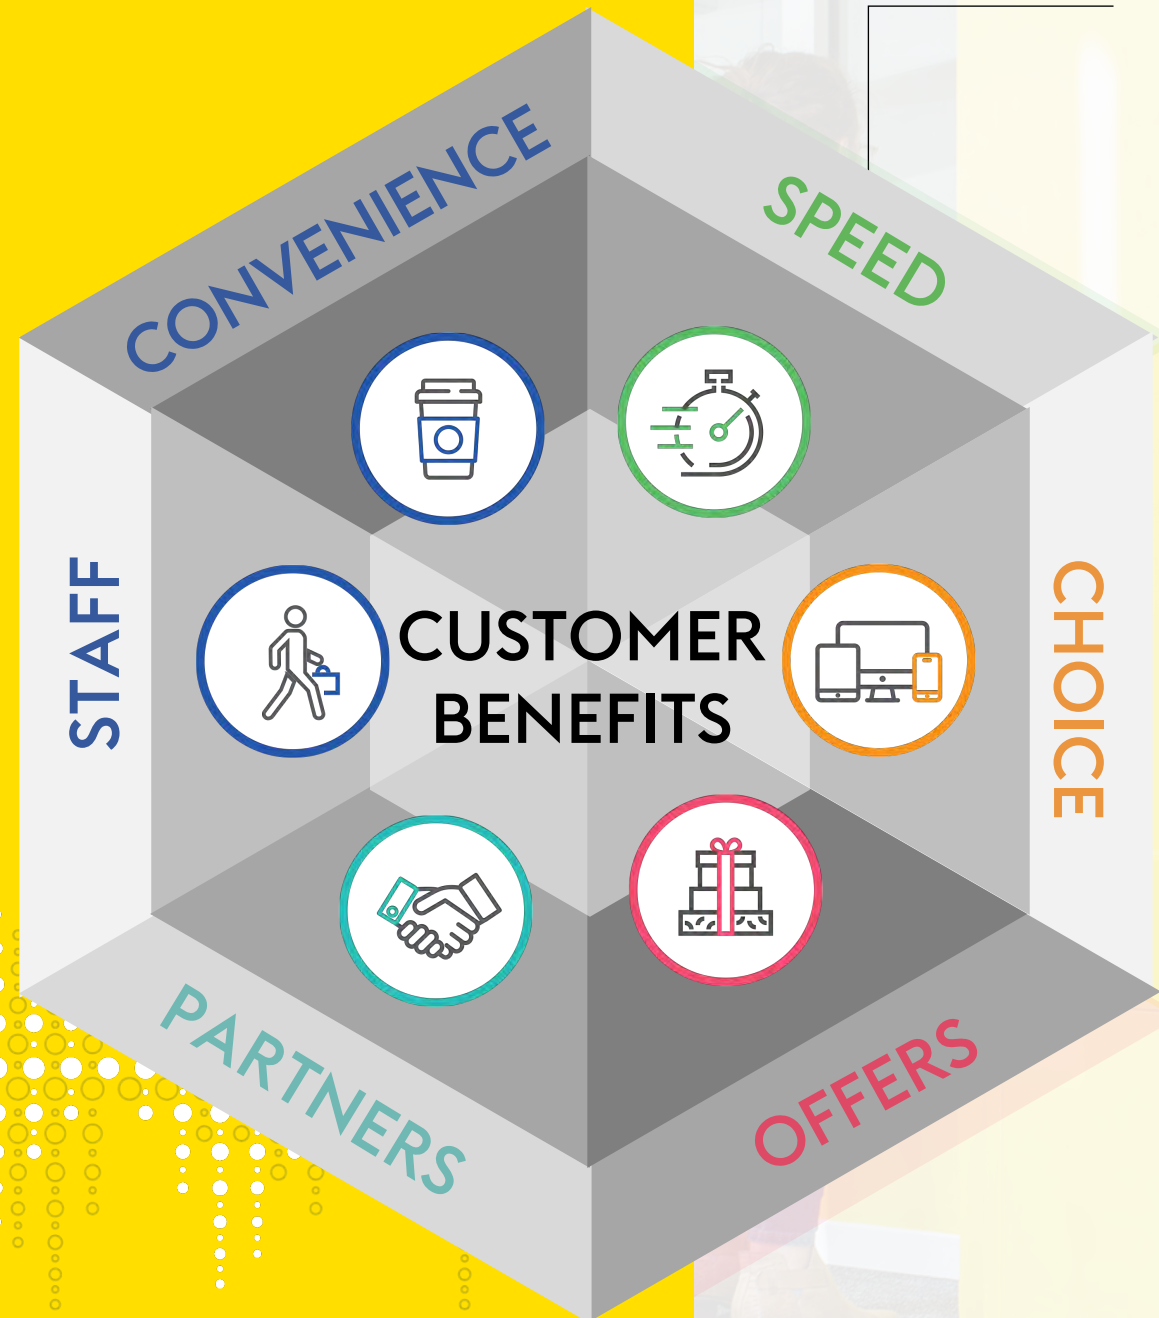 CONVENIENCE
SPEED
STAFF
CUSTOMER
BENEFITS
CHOICE
PARTNERS
OFFERS